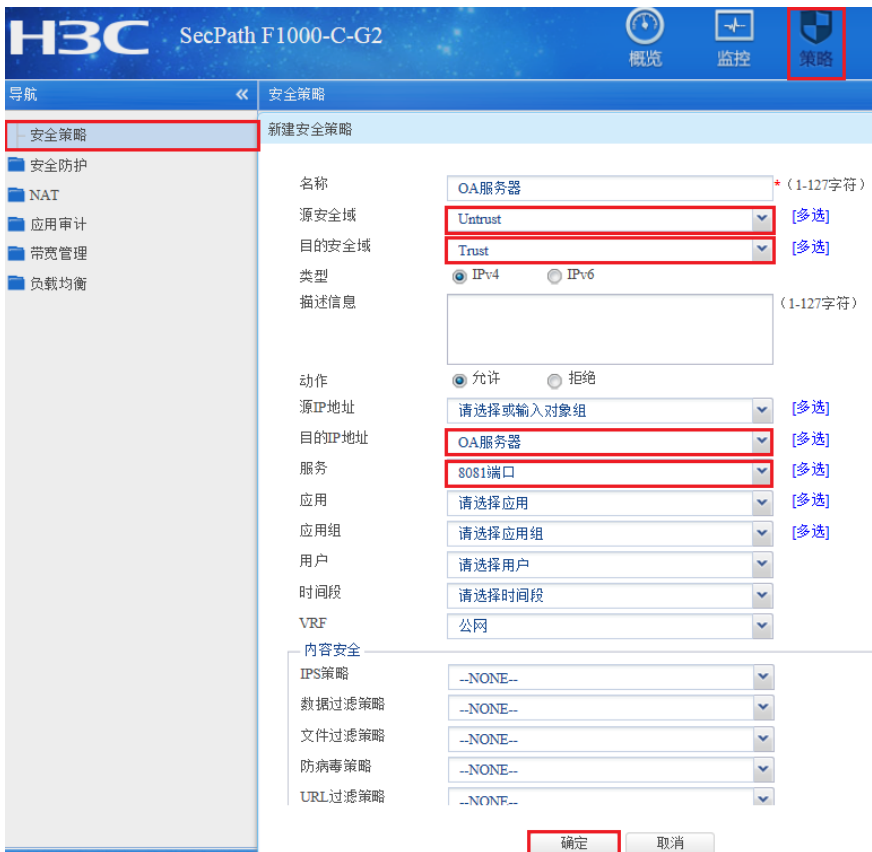 H3C SecPath F1000-C-G2
概览 监控 策略
导航 « 安全策略
安全策略
安全防护
NAT
应用审计
带宽管理
负载均衡
新建安全策略
名称 OA服务器 *（1-127字符）
源安全域 Untrust [多选]
目的安全域 Trust [多选]
类型 IPv4 IPv6
描述信息 （1-127字符）
动作 允许 拒绝
源IP地址 请选择或输入对象组 [多选]
目的IP地址 OA服务器 [多选]
服务 8081端口 [多选]
应用 请选择应用 [多选]
应用组 请选择应用组 [多选]
用户 请选择用户
时间段 请选择时间段
VRF 公网
内容安全
IPS策略 --NONE--
数据过滤策略 --NONE--
文件过滤策略 --NONE--
防病毒策略 --NONE--
URL过滤策略 --NONE--
确定 取消